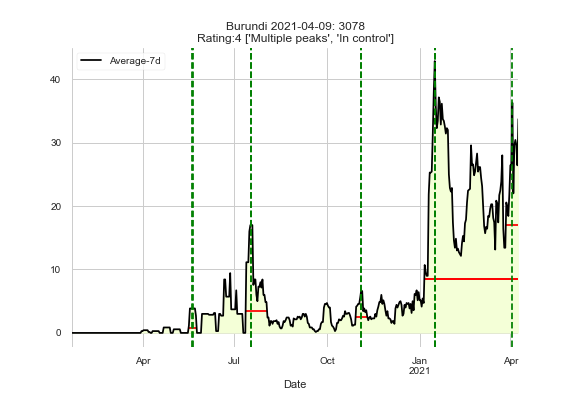 Burundi 2021-04-09: 3078
Rating:4 ['Multiple peaks', 'In control']
Average-7d
40
30
20
10
0
Apr
Jul
Oct
Jan
2021
Apr
Date